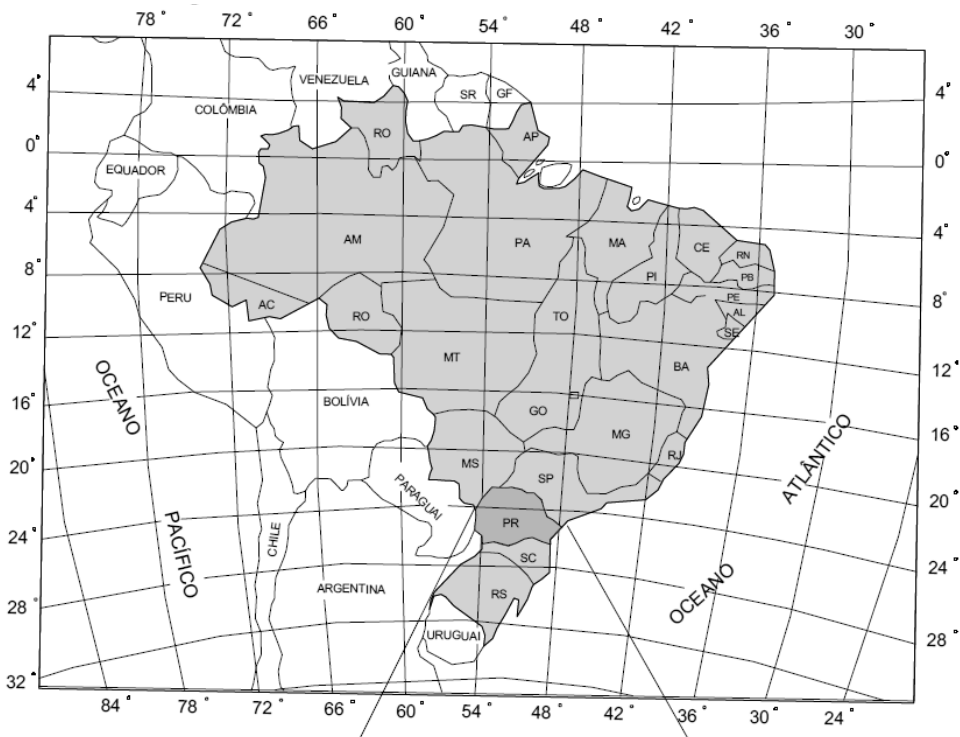 78° 72° 66° 60° 54° 48° 42° 36° 30°
VENEZUELA GUIANA
4° COLÔMBIA SR GF 4°
RO AP
0° 0°
EQUADOR
4° AM PA MA CE RN 4°
8° PERU AC PI PB 8°
RO TO PE
AL
12° MT SE 12°
BA
OCEANO
16° BOLÍVIA GO MG 16°
ATLÂNTICO
RJ
20° MS SP 20°
PARAGUAI
PACÍFICO
24° CHILE PR 24°
SC
OCEANO
28° ARGENTINA RS 28°
URUGUAI
32°
84° 78° 72° 66° 60° 54° 48° 42° 36° 30° 24°